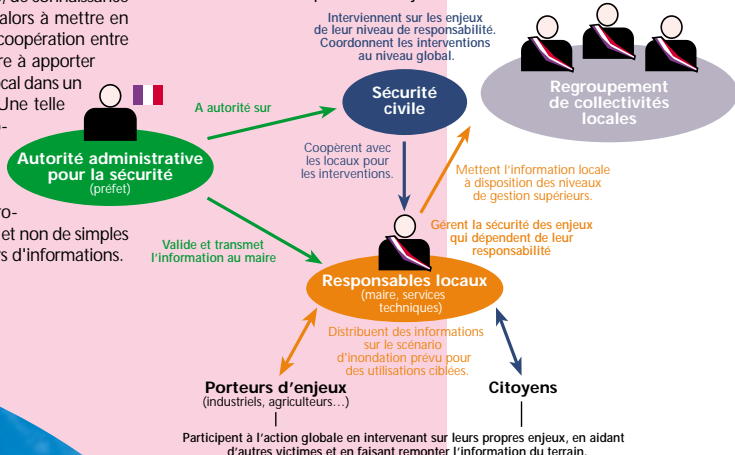 , de connaissance
alors à mettre en
coopération entre
re à apporter
cal dans un
Une telle
o-
ro-
et non de simples
s d'informations.
Interviennent sur les enjeux
de leur niveau de responsabilité.
Coordonnent les interventions
au niveau global.
Sécurité
civile
Regroupement
de collectivités
locales
A autorité sur
Autorité administrative
pour la sécurité
(préfet)
Coopèrent avec
les locaux pour
les interventions.
Mettent l'information locale
à disposition des niveaux
de gestion supérieurs.
Gérent la sécurité des enjeux
qui dépendent de leur
responsabilité
Valide et transmet
l'information au maire
Responsables locaux
(maire, services
techniques)
Distribuent des informations
sur le scénario
d'inondation prévu pour
des utilisations ciblées.
Porteurs d'enjeux
(industriels, agriculteurs…)
Citoyens
Participent à l'action globale en intervenant sur leurs propres enjeux, en aidant
d'autres victimes et en faisant remonter l'information du terrain.